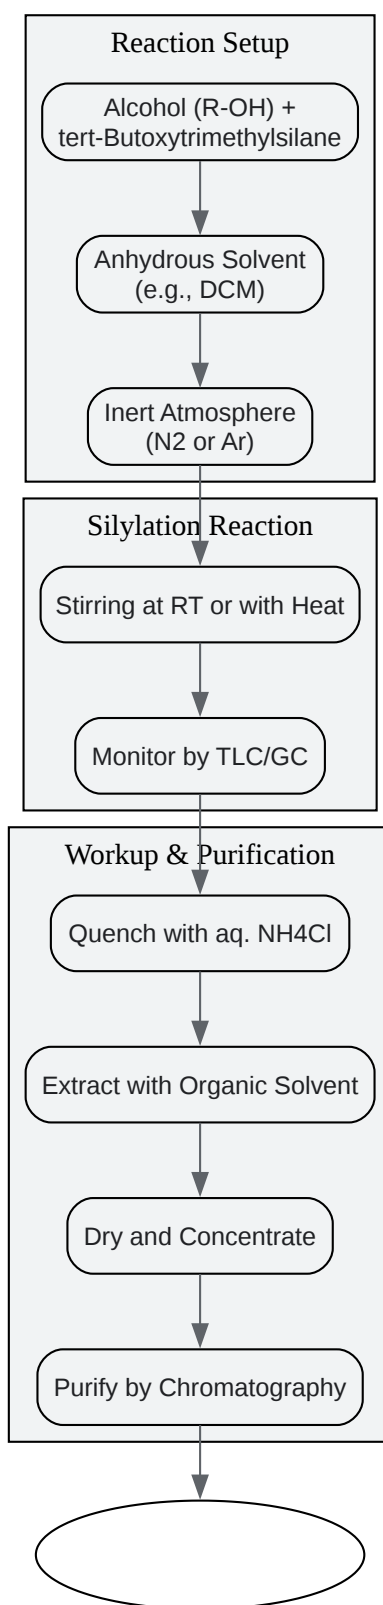 Reaction Setup
Alcohol (R-OH) +
tert-Butoxytrimethylsilane
Anhydrous Solvent
(e.g., DCM)
Inert Atmosphere
(N2 or Ar)
Silylation Reaction
Stirring at RT or with Heat
Monitor by TLC/GC
Workup & Purification
Quench with aq. NH4Cl
Extract with Organic Solvent
Dry and Concentrate
Purify by Chromatography